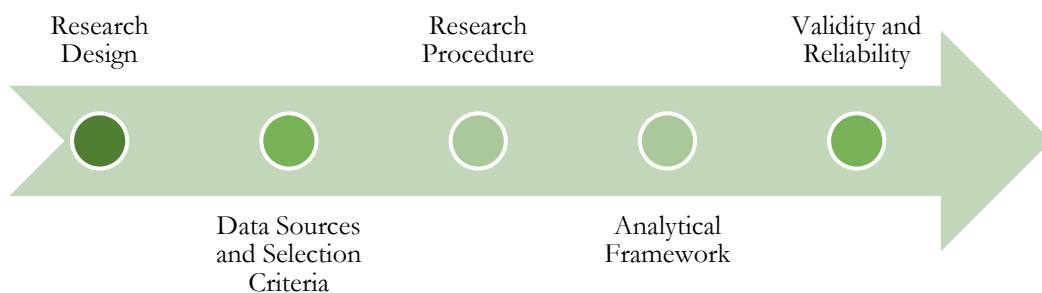 Research
Design
Data Sources
and Selection
Criteria
Research
Procedure
Analytical
Framework
Validity and
Reliability